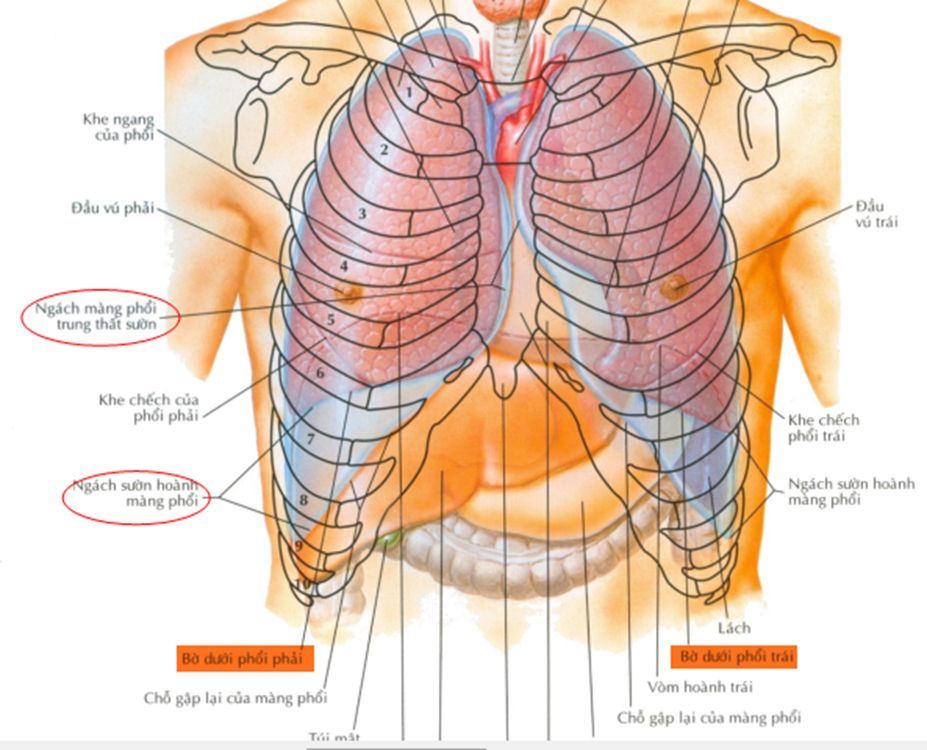 1
2
3
4
5
6
7
8
9
10
Khe ngang
của phổi
Đầu vú phải
Ngách màng phổi
trung thất sườn
Khe chếch của
phổi phải
Ngách sườn hoành
màng phổi
Bờ dưới phổi phải
Chỗ gập lại của màng phổi
Túi mật
Đầu
vú trái
Khe chếch
phổi trái
Ngách sườn hoành
màng phổi
Lách
Bờ dưới phổi trái
Vòm hoành trái
Chỗ gập lại của màng phổi